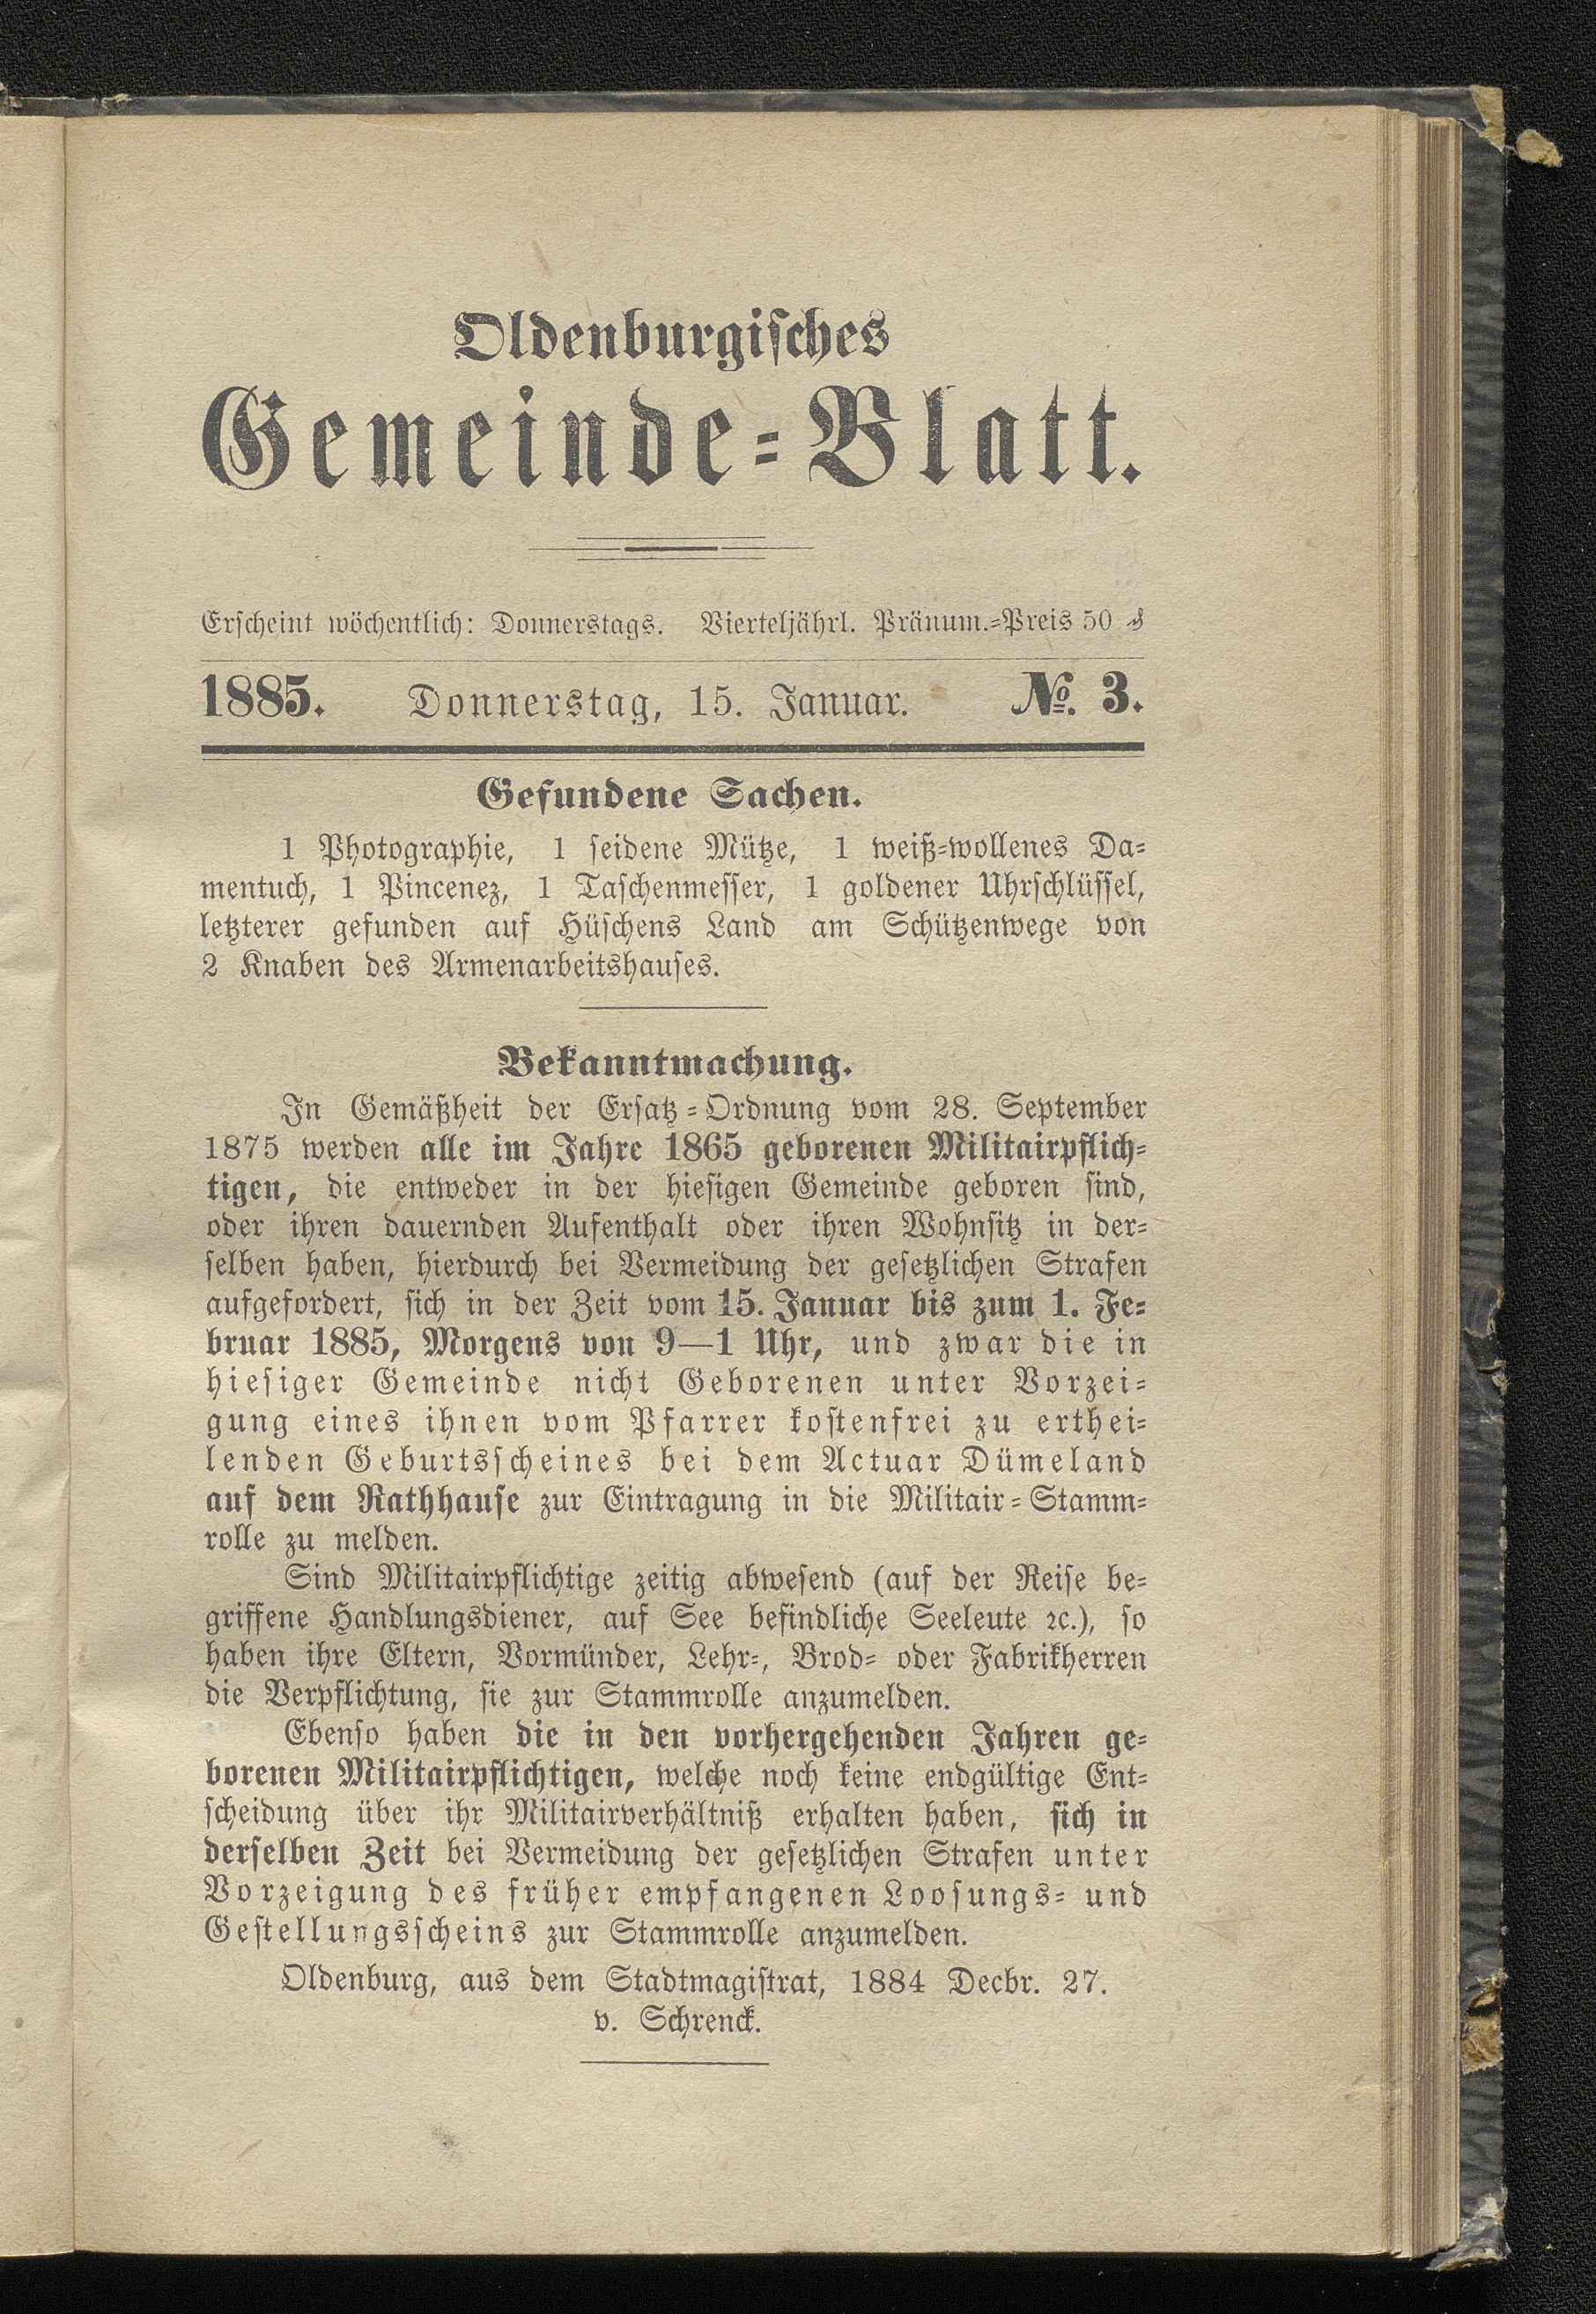 Oldenburgisches
Gemeinde-Blatt.
Erscheint wöchentlich: Donnerstags. Vierteljährl. Pränum.-Preis 50 ₰
1885. Donnerstag, 15. Januar. №. 3.
Gefundene Sachen.
1 Photographie, 1 seidene Mütze, 1 weiß-wollenes Da-
mentuch, 1 Pincenez, 1 Taschenmesser, 1 goldener Uhrschlüssel,
letzterer gefunden auf Hüschens Land am Schützenwege von
2 Knaben des Armenarbeitshauses.
Bekanntmachung.
In Gemäßheit der Ersatz-Ordnung vom 28. September
1875 werden alle im Jahre 1865 geborenen Militairpflich-
tigen, die entweder in der hiesigen Gemeinde geboren sind,
oder ihren dauernden Aufenthalt oder ihren Wohnsitz in der-
selben haben, hierdurch bei Vermeidung der gesetzlichen Strafen
aufgefordert, sich in der Zeit vom 15. Januar bis zum 1. Fe-
bruar 1885, Morgens von 9—1 Uhr, und zwar die in
hiesiger Gemeinde nicht Geborenen unter Vorzei-
gung eines ihnen vom Pfarrer kostenfrei zu erthei-
lenden Geburtsscheines bei dem Actuar Dümeland
auf dem Rathhause zur Eintragung in die Militair-Stamm-
rolle zu melden.
Sind Militairpflichtige zeitig abwesend (auf der Reise be-
griffene Handlungsdiener, auf See befindliche Seeleute ꝛc.), so
haben ihre Eltern, Vormünder, Lehr-, Brod- oder Fabrikherren
die Verpflichtung, sie zur Stammrolle anzumelden.
Ebenso haben die in den vorhergehenden Jahren ge-
borenen Militairpflichtigen, welche noch keine endgültige Ent-
scheidung über ihr Militairverhältniß erhalten haben, sich in
derselben Zeit bei Vermeidung der gesetzlichen Strafen unter
Vorzeigung des früher empfangenen Loosungs- und
Gestellungsscheins zur Stammrolle anzumelden.
Oldenburg, aus dem Stadtmagistrat, 1884 Decbr. 27.
v. Schrenck.